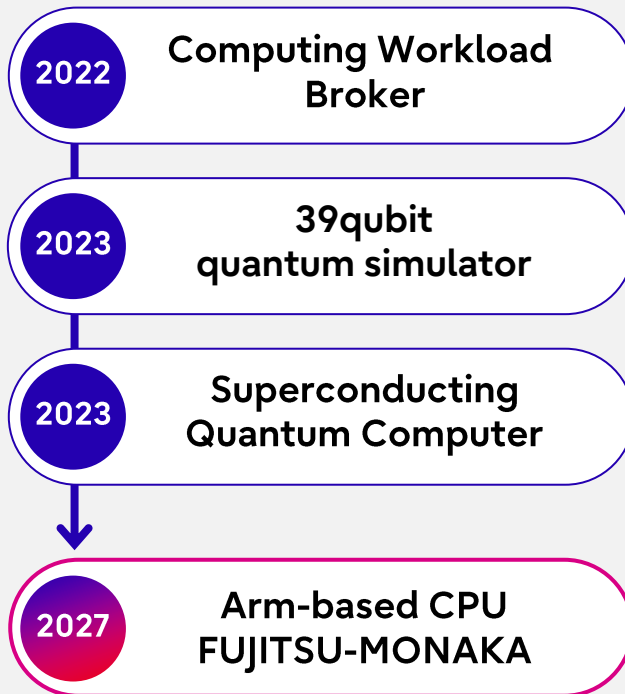 2022
Computing Workload
Broker
2023
39qubit
quantum simulator
2023
Superconducting
Quantum Computer
2027
Arm-based CPU
FUJITSU-MONAKA